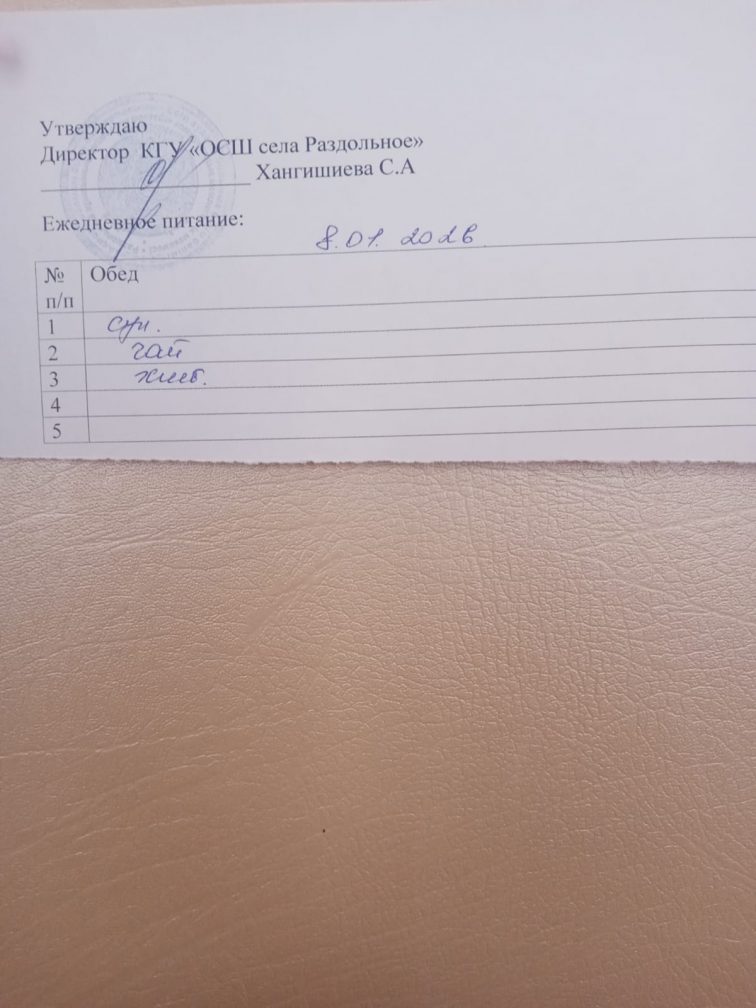 Утверждаю
Директор КГУ «ОСШ села Раздольное»
Хангишиева С.А
Ежедневное питание:
8.01.2026
№ п/п Обед
1 суп.
2 чай
3 хлеб.
4
5